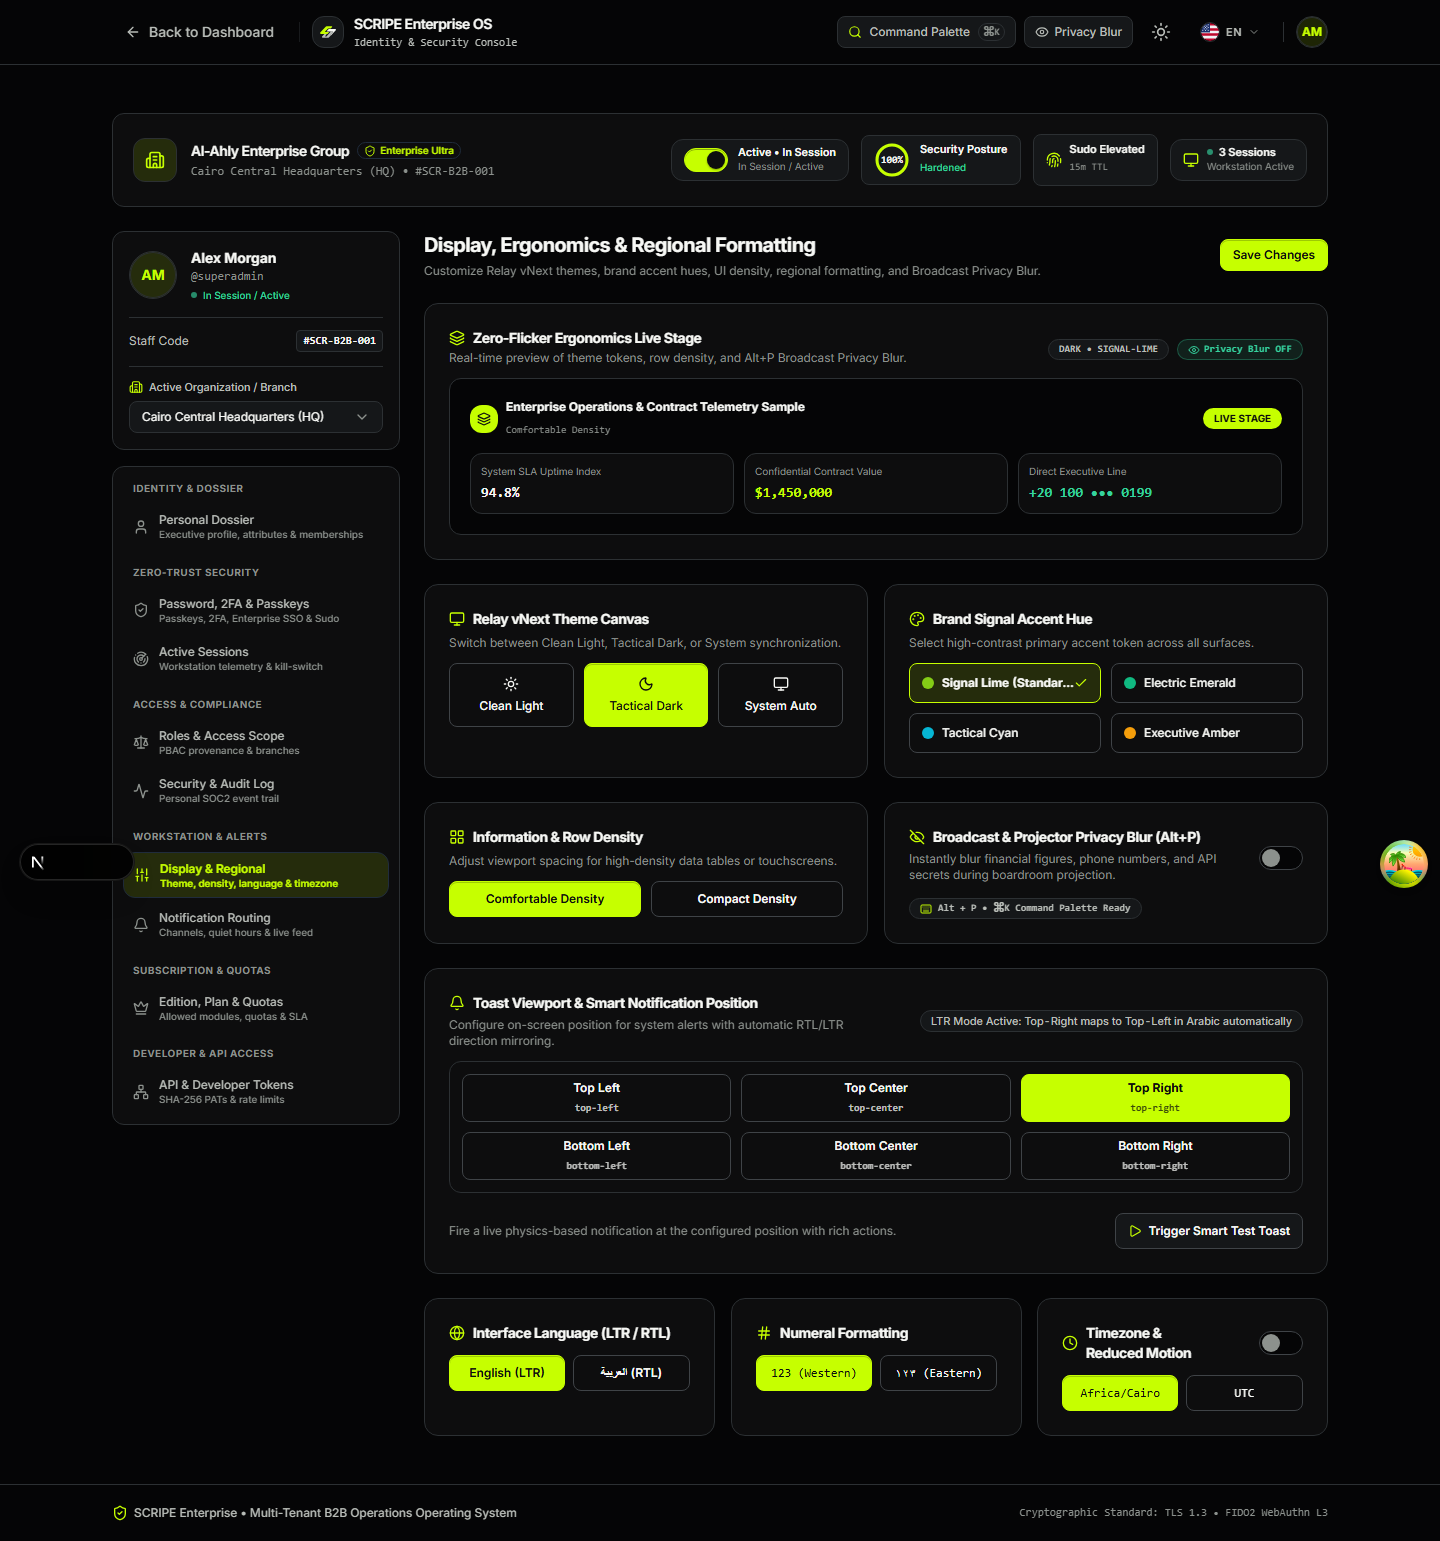 Back to Dashboard
SCRIPE Enterprise OS
Identity & Security Console
Command Palette ⌘K
Privacy Blur
EN
AM
Al-Ahly Enterprise Group
Enterprise Ultra
Cairo Central Headquarters (HQ) • #SCR-B2B-001
Active • In Session
In Session / Active
100%
Security Posture
Hardened
Sudo Elevated
15m TTL
3 Sessions
Workstation Active
AM
Alex Morgan
@superadmin
In Session / Active
Staff Code
#SCR-B2B-001
Active Organization / Branch
Cairo Central Headquarters (HQ)
IDENTITY & DOSSIER
Personal Dossier
Executive profile, attributes & memberships
ZERO-TRUST SECURITY
Password, 2FA & Passkeys
Passkeys, 2FA, Enterprise SSO & Sudo
Active Sessions
Workstation telemetry & kill-switch
ACCESS & COMPLIANCE
Roles & Access Scope
PBAC provenance & branches
Security & Audit Log
Personal SOC2 event trail
WORKSTATION & ALERTS
N
Display & Regional
Theme, density, language & timezone
Notification Routing
Channels, quiet hours & live feed
SUBSCRIPTION & QUOTAS
Edition, Plan & Quotas
Allowed modules, quotas & SLA
DEVELOPER & API ACCESS
API & Developer Tokens
SHA-256 PATs & rate limits
Display, Ergonomics & Regional Formatting
Customize Relay vNext themes, brand accent hues, UI density, regional formatting, and Broadcast Privacy Blur.
Save Changes
Zero-Flicker Ergonomics Live Stage
Real-time preview of theme tokens, row density, and Alt+P Broadcast Privacy Blur.
DARK • SIGNAL-LIME
Privacy Blur OFF
Enterprise Operations & Contract Telemetry Sample
Comfortable Density
LIVE STAGE
System SLA Uptime Index
94.8%
Confidential Contract Value
$1,450,000
Direct Executive Line
+20 100 ••• 0199
Relay vNext Theme Canvas
Switch between Clean Light, Tactical Dark, or System synchronization.
Clean Light
Tactical Dark
System Auto
Brand Signal Accent Hue
Select high-contrast primary accent token across all surfaces.
Signal Lime (Standar...
Electric Emerald
Tactical Cyan
Executive Amber
Information & Row Density
Adjust viewport spacing for high-density data tables or touchscreens.
Comfortable Density
Compact Density
Broadcast & Projector Privacy Blur (Alt+P)
Instantly blur financial figures, phone numbers, and API
secrets during boardroom projection.
Alt + P • ⌘K Command Palette Ready
Toast Viewport & Smart Notification Position
Configure on-screen position for system alerts with automatic RTL/LTR
direction mirroring.
LTR Mode Active: Top-Right maps to Top-Left in Arabic automatically
Top Left
top-left
Top Center
top-center
Top Right
top-right
Bottom Left
bottom-left
Bottom Center
bottom-center
Bottom Right
bottom-right
Fire a live physics-based notification at the configured position with rich actions.
Trigger Smart Test Toast
Interface Language (LTR / RTL)
English (LTR)
العربية (RTL)
Numeral Formatting
123 (Western)
١٢٣ (Eastern)
Timezone &
Reduced Motion
Africa/Cairo
UTC
SCRIPE Enterprise • Multi-Tenant B2B Operations Operating System
Cryptographic Standard: TLS 1.3 • FIDO2 WebAuthn L3